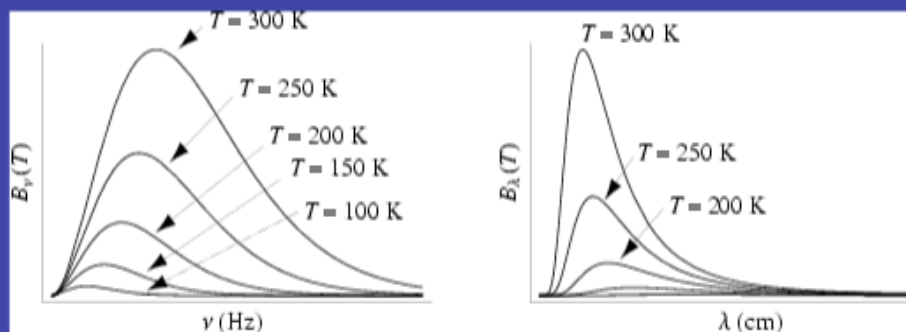 T = 300 K
T = 250 K
T = 200 K
T = 150 K
T = 100 K
Bν(T)
ν (Hz)
T = 300 K
T = 250 K
T = 200 K
Bλ(T)
λ (cm)